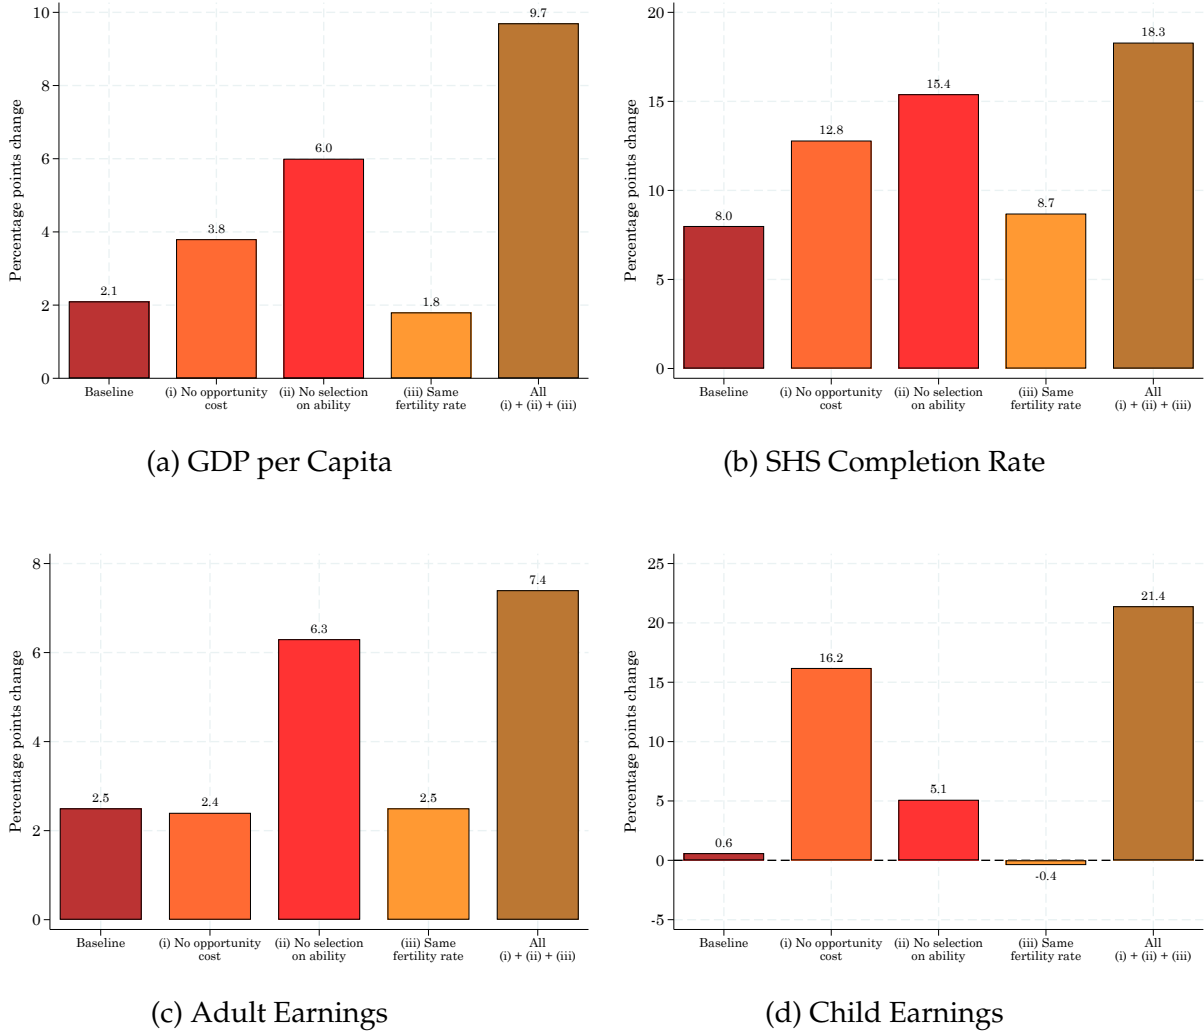 Percentage points change
10
8
6
4
2
0
2.1
3.8
6.0
1.8
9.7
Baseline
(i) No opportunity
cost
(ii) No selection
on ability
(iii) Same
fertility rate
All
(i) + (ii) + (iii)
(a) GDP per Capita
Percentage points change
20
15
10
5
0
8.0
12.8
15.4
8.7
18.3
Baseline
(i) No opportunity
cost
(ii) No selection
on ability
(iii) Same
fertility rate
All
(i) + (ii) + (iii)
(b) SHS Completion Rate
Percentage points change
8
6
4
2
0
2.5
2.4
6.3
2.5
7.4
Baseline
(i) No opportunity
cost
(ii) No selection
on ability
(iii) Same
fertility rate
All
(i) + (ii) + (iii)
(c) Adult Earnings
Percentage points change
25
20
15
10
5
0
-5
0.6
16.2
5.1
-0.4
21.4
Baseline
(i) No opportunity
cost
(ii) No selection
on ability
(iii) Same
fertility rate
All
(i) + (ii) + (iii)
(d) Child Earnings